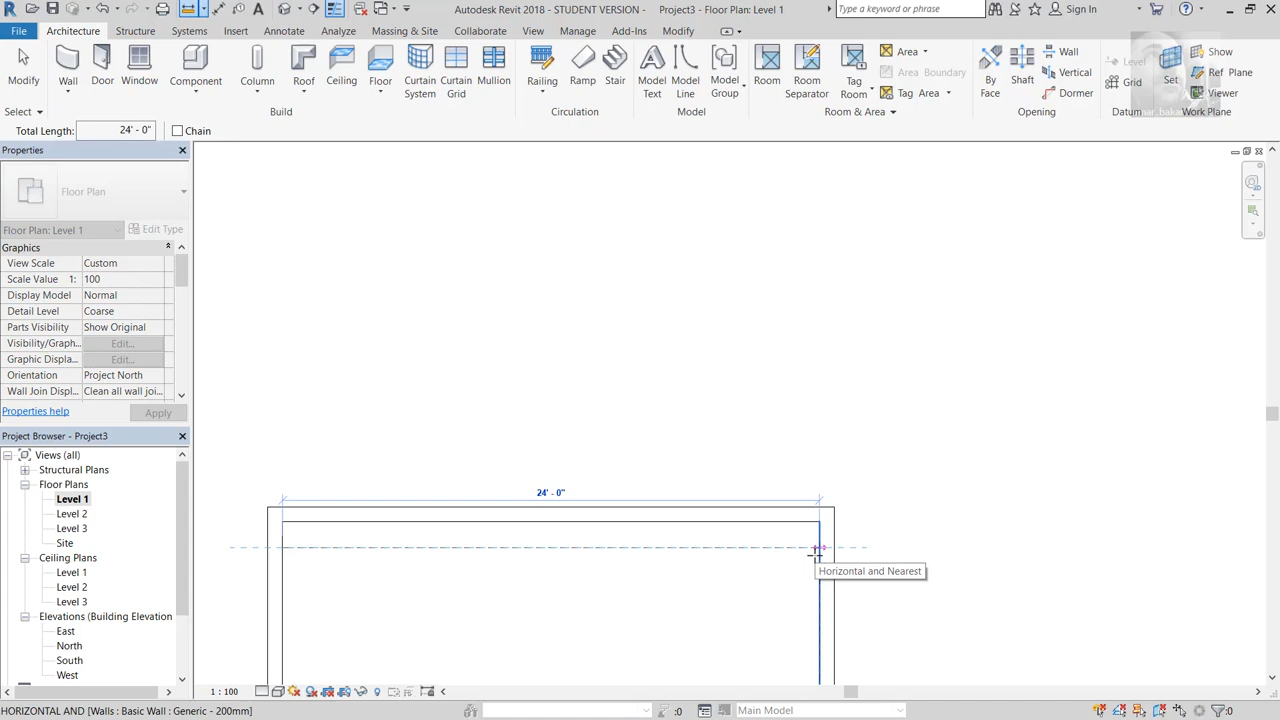 Autodesk Revit 2018 - STUDENT VERSION - Project3 - Floor Plan: Level 1
Type a keyword or phrase
Sign In
File Architecture Structure Systems Insert Annotate Analyze Massing & Site Collaborate View Manage Add-Ins Modify
Modify Wall Door Window Component Column Roof Ceiling Floor Curtain System Curtain Grid Mullion Railing Ramp Stair Model Text Model Line Model Group Room Room Separator Tag Room Area Area Boundary Tag Area By Face Shaft Wall Vertical Dormer Level Grid Set Show Ref Plane Viewer
Select Build Circulation Model Room & Area Opening Datum Work Plane
Total Length: 24' - 0" Chain
Properties
Floor Plan
Floor Plan: Level 1 Edit Type
Graphics
View Scale Custom
Scale Value 1: 100
Display Model Normal
Detail Level Coarse
Parts Visibility Show Original
Visibility/Graph... Edit...
Graphic Displa... Edit...
Orientation Project North
Wall Join Displ... Clean all wall joi...
Properties help Apply
Project Browser - Project3
Views (all)
Structural Plans
Floor Plans
Level 1
Level 2
Level 3
Site
Ceiling Plans
Level 1
Level 2
Level 3
Elevations (Building Elevation
East
North
South
West
24' - 0"
Horizontal and Nearest
1 : 100
HORIZONTAL AND [Walls : Basic Wall : Generic - 200mm]
:0
Main Model
:0